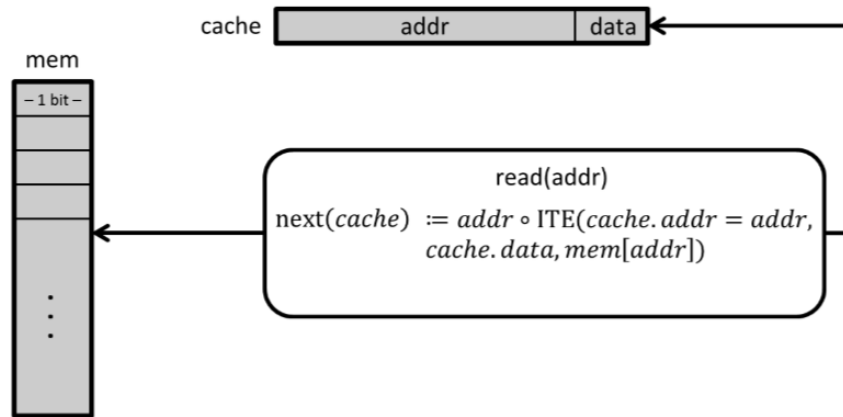 cache addr data
mem
– 1 bit –
read(addr)
next(cache) := addr ∘ ITE(cache.addr = addr,
cache.data, mem[addr])